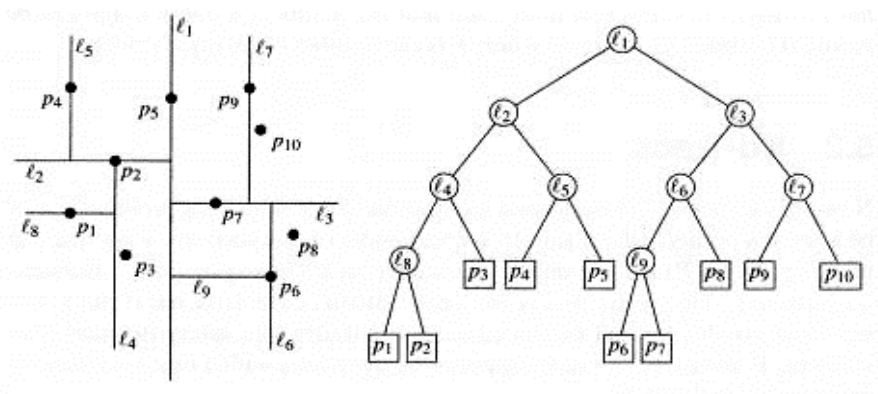 ℓ₁
ℓ₅ ℓ₇
p₄ p₅ p₉
p₁₀
ℓ₂ p₂
p₇ ℓ₃
ℓ₈ p₁ p₈
p₃
ℓ₉ p₆
ℓ₄ ℓ₆
ℓ₁
ℓ₂ ℓ₃
ℓ₄ ℓ₅ ℓ₆ ℓ₇
ℓ₈ p₃ p₄ p₅ ℓ₉ p₈ p₉ p₁₀
p₁ p₂ p₆ p₇